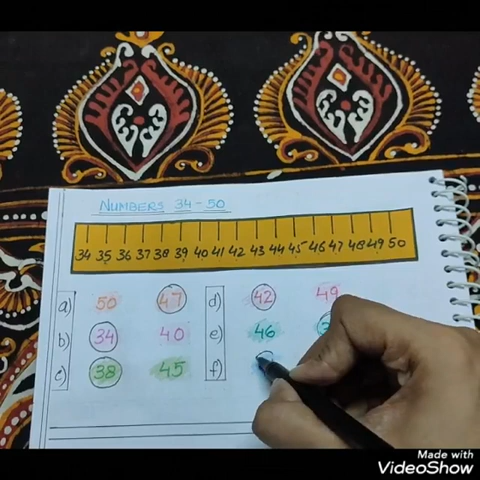 NUMBERS 34-50
34 35 36 37 38 39 40 41 42 43 44 45 46 47 48 49 50
a) 50 47 d) 42 49
b) 34 40 e) 46
c) 38 45 f)
Made with
VideoShow